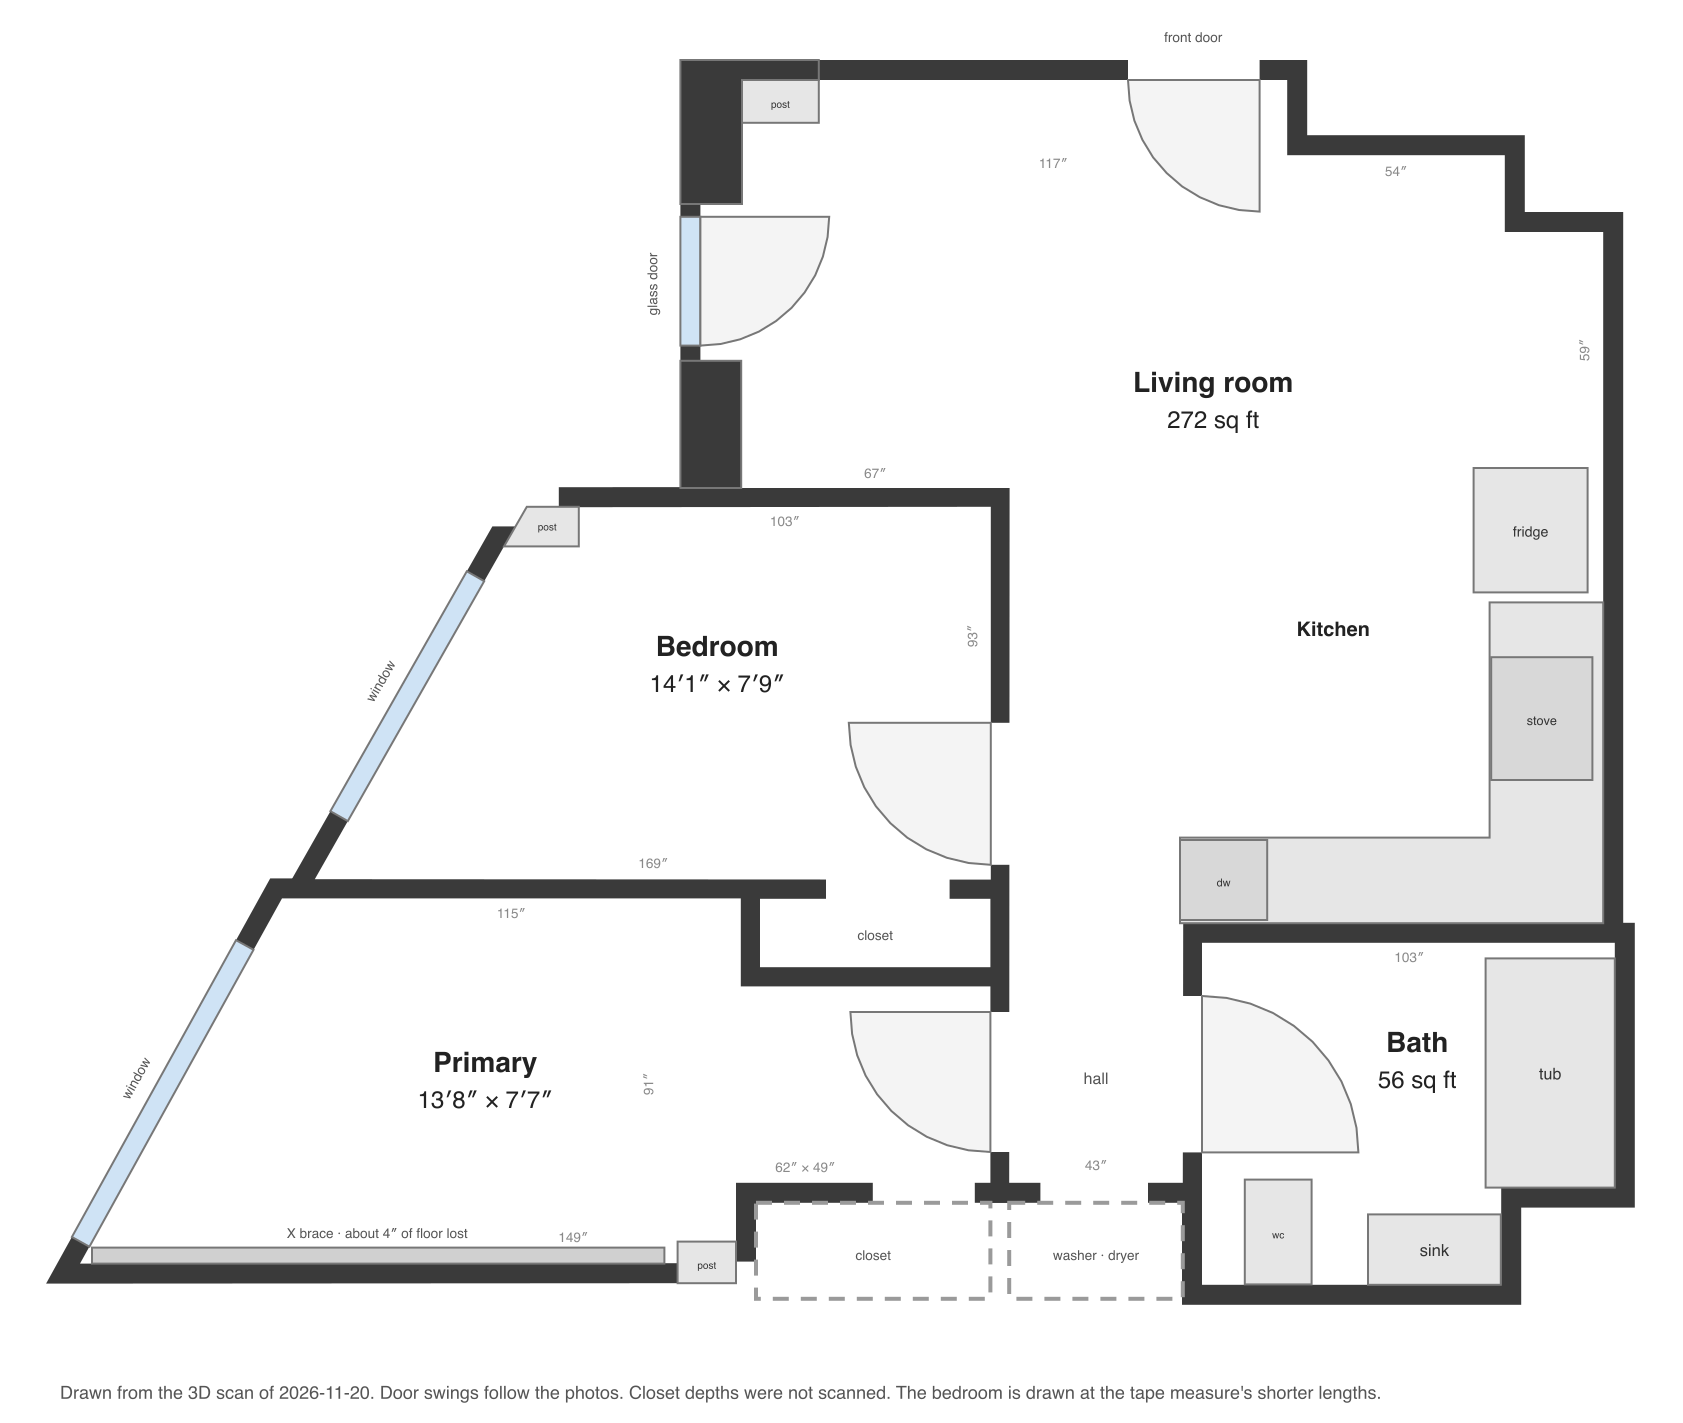 front door
post
117″
54″
glass door
59″
Living room
272 sq ft
67″
103″
post
fridge
Kitchen
93″
Bedroom
14′1″ × 7′9″
window
stove
169″
dw
115″
closet
103″
Primary
13′8″ × 7′7″
window
91″
hall
Bath
56 sq ft
tub
62″ × 49″
43″
X brace · about 4″ of floor lost
149″
post
closet
washer · dryer
wc
sink
Drawn from the 3D scan of 2026-11-20. Door swings follow the photos. Closet depths were not scanned. The bedroom is drawn at the tape measure's shorter lengths.